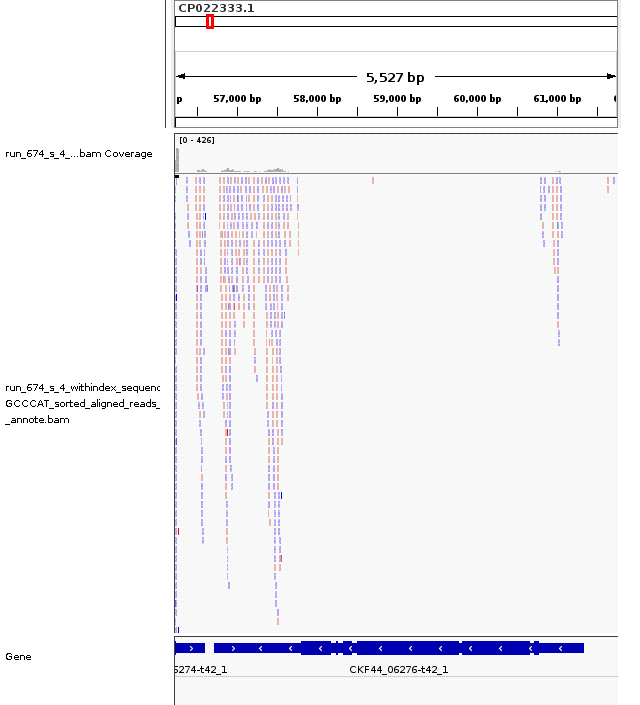 CP022333.1
5,527 bp
p 57,000 bp 58,000 bp 59,000 bp 60,000 bp 61,000 bp
[0 - 426]
run_674_s_4_...bam Coverage
run_674_s_4_withindex_sequenc
GCCCAT_sorted_aligned_reads_
_annote.bam
Gene
6274-t42_1 CKF44_06276-t42_1